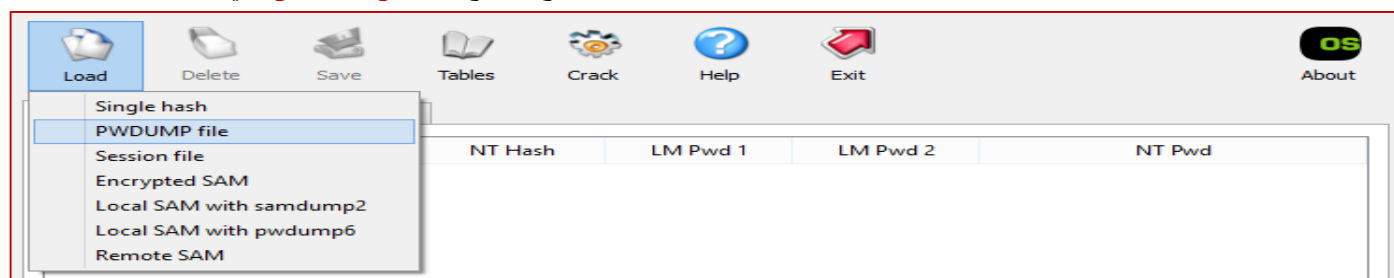 Load Delete Save Tables Crack Help Exit OS About
Single hash
PWDUMP file
Session file
Encrypted SAM
Local SAM with samdump2
Local SAM with pwdump6
Remote SAM
NT Hash LM Pwd 1 LM Pwd 2 NT Pwd